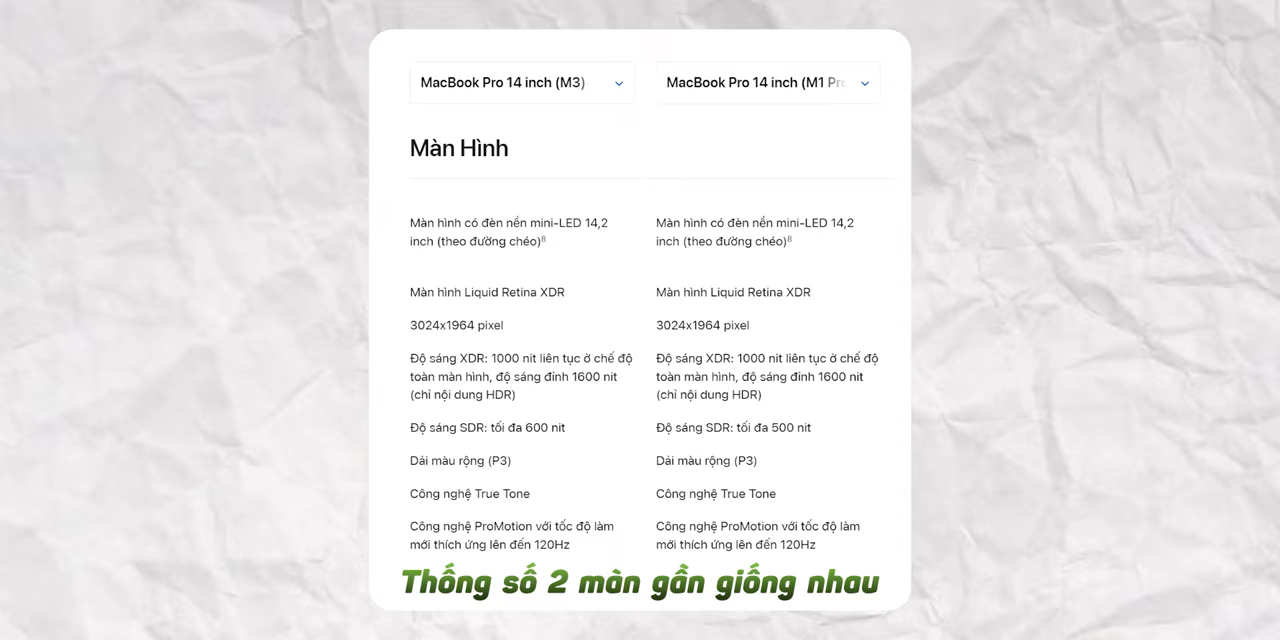 MacBook Pro 14 inch (M3)
MacBook Pro 14 inch (M1 Pro
Màn Hình
Màn hình có đèn nền mini-LED 14,2
inch (theo đường chéo)⁸
Màn hình Liquid Retina XDR
3024x1964 pixel
Độ sáng XDR: 1000 nit liên tục ở chế độ
toàn màn hình, độ sáng đỉnh 1600 nit
(chỉ nội dung HDR)
Độ sáng SDR: tối đa 600 nit
Dải màu rộng (P3)
Công nghệ True Tone
Công nghệ ProMotion với tốc độ làm
mới thích ứng lên đến 120Hz
Màn hình có đèn nền mini-LED 14,2
inch (theo đường chéo)⁸
Màn hình Liquid Retina XDR
3024x1964 pixel
Độ sáng XDR: 1000 nit liên tục ở chế độ
toàn màn hình, độ sáng đỉnh 1600 nit
(chỉ nội dung HDR)
Độ sáng SDR: tối đa 500 nit
Dải màu rộng (P3)
Công nghệ True Tone
Công nghệ ProMotion với tốc độ làm
mới thích ứng lên đến 120Hz
Thống số 2 màn gần giống nhau